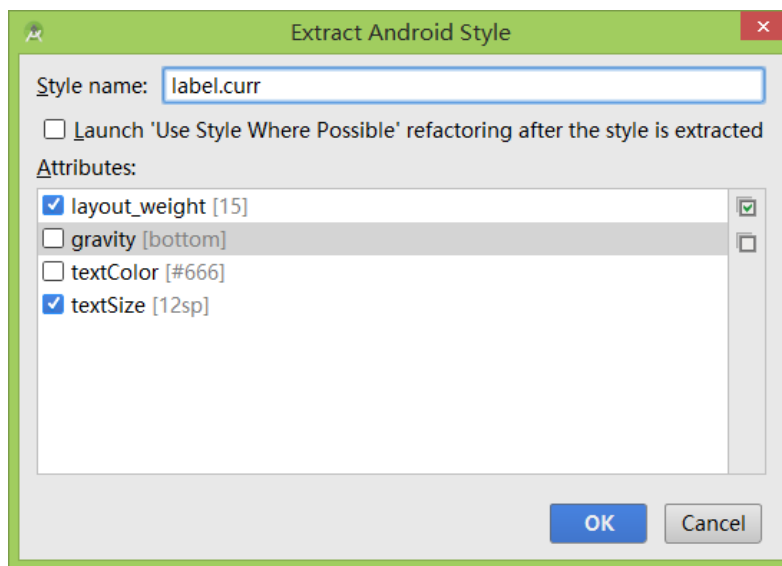 Extract Android Style
Style name: label.curr
Launch 'Use Style Where Possible' refactoring after the style is extracted
Attributes:
layout_weight [15]
gravity [bottom]
textColor [#666]
textSize [12sp]
OK Cancel